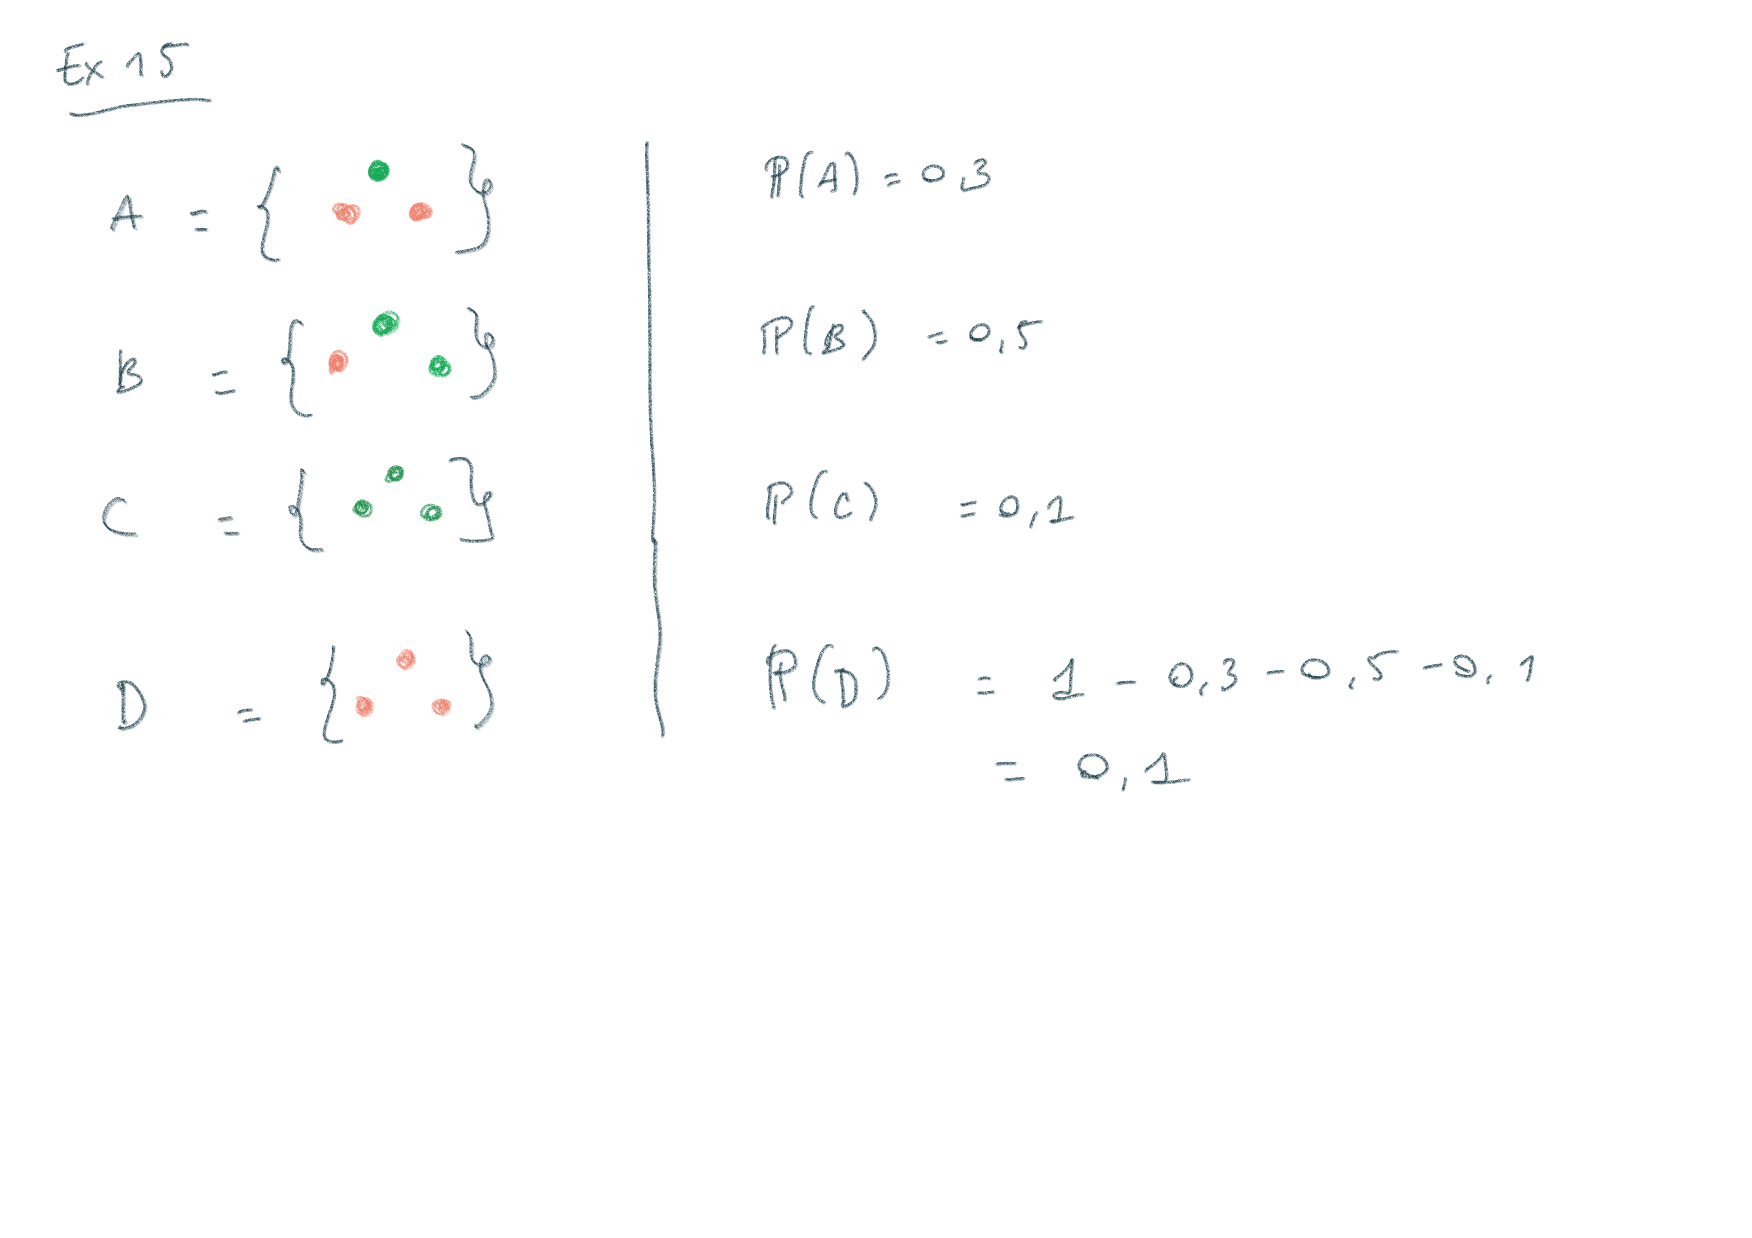 Ex 15
A = { }
ℙ(A) = 0,3
B = { }
ℙ(B) = 0,5
C = { }
ℙ(C) = 0,1
D = { }
ℙ(D) = 1 - 0,3 - 0,5 - 0,1
= 0,1